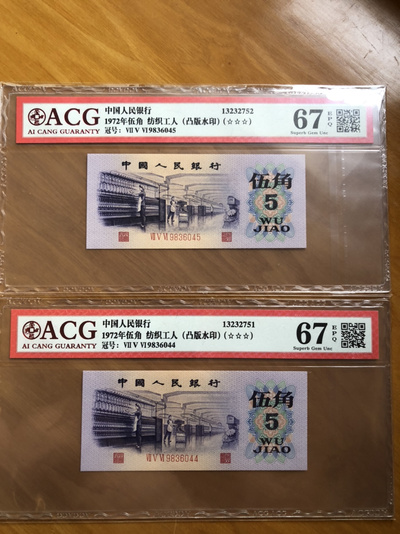 ACG
AI CANG GUARANTY
中国人民银行
1972年伍角 纺织工人 (凸版水印) (☆☆☆)
冠号: Ⅶ Ⅴ Ⅵ9836045
13232752
67
EPQ
Superb Gem Unc
中國人民銀行
伍角
5
WU
JIAO
Ⅶ Ⅴ Ⅵ 9836045
ACG
AI CANG GUARANTY
中国人民银行
1972年伍角 纺织工人 (凸版水印) (☆☆☆)
冠号: Ⅶ Ⅴ Ⅵ9836044
13232751
67
EPQ
Superb Gem Unc
中國人民銀行
伍角
5
WU
JIAO
Ⅶ Ⅴ Ⅵ 9836044